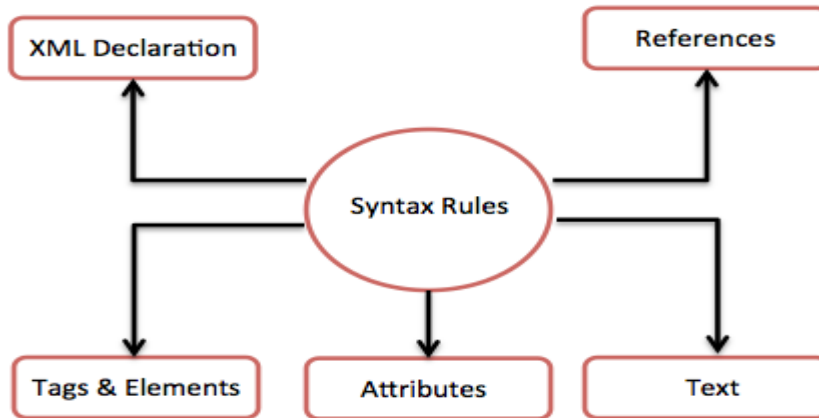 XML Declaration
References
Syntax Rules
Tags & Elements
Attributes
Text